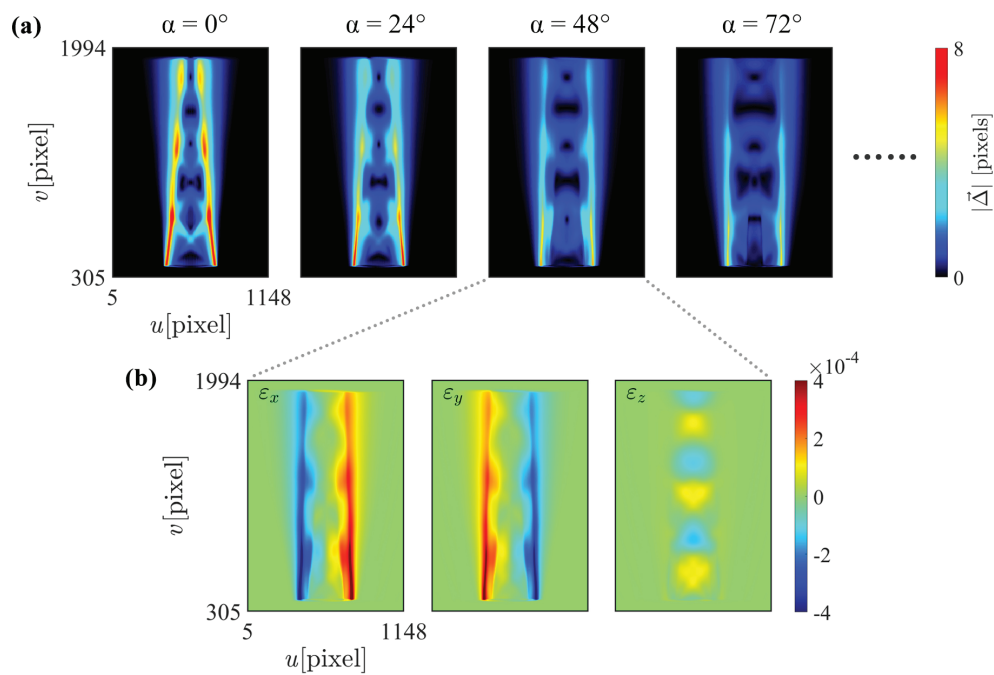 (a)
α = 0°
α = 24°
α = 48°
α = 72°
1994
v[pixel]
305
5
1148
u[pixel]
......
8
|Δ⃗| [pixels]
0
(b)
1994
v[pixel]
305
5
1148
u[pixel]
εx
εy
εz
×10-4
4
2
0
-2
-4